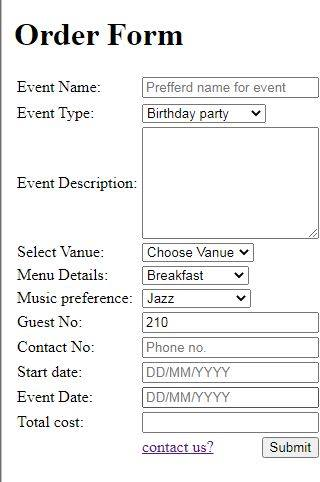 Order Form
Event Name: Prefferd name for event
Event Type: Birthday party
Event Description:
Select Vanue: Choose Vanue
Menu Details: Breakfast
Music preference: Jazz
Guest No: 210
Contact No: Phone no.
Start date: DD/MM/YYYY
Event Date: DD/MM/YYYY
Total cost:
contact us? Submit